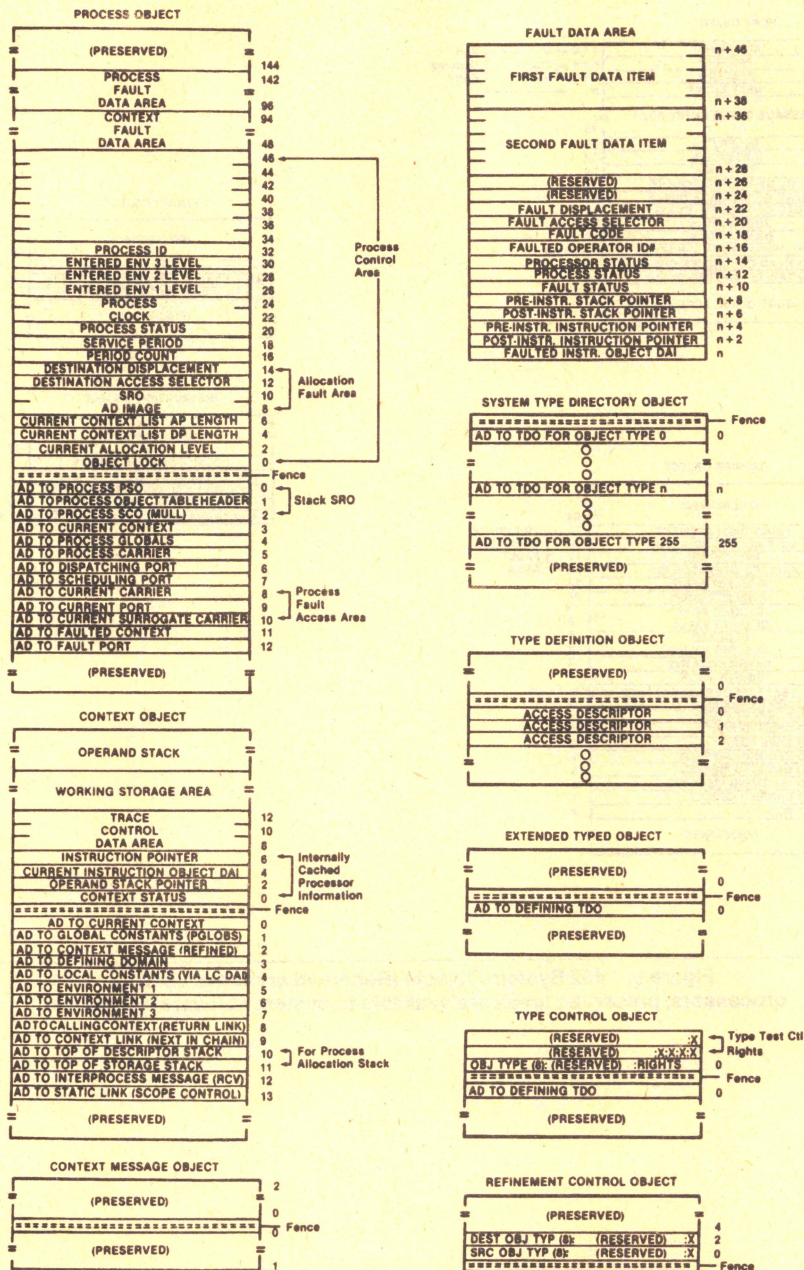 PROCESS OBJECT
(PRESERVED)
144
PROCESS 142
FAULT
DATA AREA 96
CONTEXT 94
FAULT
DATA AREA 48
46
44
42
40
38
36
34
PROCESS ID 32
ENTERED ENV 3 LEVEL 30
ENTERED ENV 2 LEVEL 28
ENTERED ENV 1 LEVEL 26
PROCESS 24
CLOCK 22
PROCESS STATUS 20
SERVICE PERIOD 18
PERIOD COUNT 16
DESTINATION DISPLACEMENT 14
DESTINATION ACCESS SELECTOR 12
SRO 10
AD IMAGE 8
CURRENT CONTEXT LIST AP LENGTH 6
CURRENT CONTEXT LIST DP LENGTH 4
CURRENT ALLOCATION LEVEL 2
OBJECT LOCK 0
Process
Control
Area
Allocation
Fault Area
Fence
AD TO PROCESS PSO 0
AD TO PROCESS OBJECT TABLE HEADER 1
AD TO PROCESS SCO (MULL) 2
AD TO CURRENT CONTEXT 3
AD TO PROCESS GLOBALS 4
AD TO PROCESS CARRIER 5
AD TO DISPATCHING PORT 6
AD TO SCHEDULING PORT 7
AD TO CURRENT CARRIER 8
AD TO CURRENT PORT 9
AD TO CURRENT SURROGATE CARRIER 10
AD TO FAULTED CONTEXT 11
AD TO FAULT PORT 12
Stack SRO
Process
Fault
Access Area
(PRESERVED)
CONTEXT OBJECT
OPERAND STACK
WORKING STORAGE AREA
TRACE 12
CONTROL 10
DATA AREA 8
INSTRUCTION POINTER 6
CURRENT INSTRUCTION OBJECT DAI 4
OPERAND STACK POINTER 2
CONTEXT STATUS 0
Internally
Cached
Processor
Information
Fence
AD TO CURRENT CONTEXT 0
AD TO GLOBAL CONSTANTS (PGLOBS) 1
AD TO CONTEXT MESSAGE (REFINED) 2
AD TO DEFINING DOMAIN 3
AD TO LOCAL CONSTANTS (VIA LC DAI) 4
AD TO ENVIRONMENT 1 5
AD TO ENVIRONMENT 2 6
AD TO ENVIRONMENT 3 7
AD TO CALLING CONTEXT (RETURN LINK) 8
AD TO CONTEXT LINK (NEXT IN CHAIN) 9
AD TO TOP OF DESCRIPTOR STACK 10
AD TO TOP OF STORAGE STACK 11
AD TO INTERPROCESS MESSAGE (RCV) 12
AD TO STATIC LINK (SCOPE CONTROL) 13
For Process
Allocation Stack
(PRESERVED)
CONTEXT MESSAGE OBJECT
2
(PRESERVED)
0
Fence
0
(PRESERVED)
1
FAULT DATA AREA
n + 46
FIRST FAULT DATA ITEM
n + 38
n + 36
SECOND FAULT DATA ITEM
n + 28
(RESERVED) n + 26
(RESERVED) n + 24
FAULT DISPLACEMENT n + 22
FAULT ACCESS SELECTOR n + 20
FAULT CODE n + 18
FAULTED OPERATOR ID# n + 16
PROCESSOR STATUS n + 14
PROCESS STATUS n + 12
FAULT STATUS n + 10
PRE-INSTR. STACK POINTER n + 8
POST-INSTR. STACK POINTER n + 6
PRE-INSTR. INSTRUCTION POINTER n + 4
POST-INSTR. INSTRUCTION POINTER n + 2
FAULTED INSTR. OBJECT DAI n
SYSTEM TYPE DIRECTORY OBJECT
Fence
AD TO TDO FOR OBJECT TYPE 0 0
AD TO TDO FOR OBJECT TYPE n n
AD TO TDO FOR OBJECT TYPE 255 255
(PRESERVED)
TYPE DEFINITION OBJECT
(PRESERVED)
0
Fence
ACCESS DESCRIPTOR 0
ACCESS DESCRIPTOR 1
ACCESS DESCRIPTOR 2
EXTENDED TYPED OBJECT
(PRESERVED)
0
Fence
AD TO DEFINING TDO 0
(PRESERVED)
TYPE CONTROL OBJECT
(RESERVED) :X
(RESERVED) :X:X:X:X
OBJ TYPE (8): (RESERVED) :RIGHTS 0
Type Test Ctl
Rights
Fence
AD TO DEFINING TDO 0
(PRESERVED)
REFINEMENT CONTROL OBJECT
(PRESERVED)
4
DEST OBJ TYP (8): (RESERVED) :X 2
SRC OBJ TYP (8): (RESERVED) :X 0
Fence